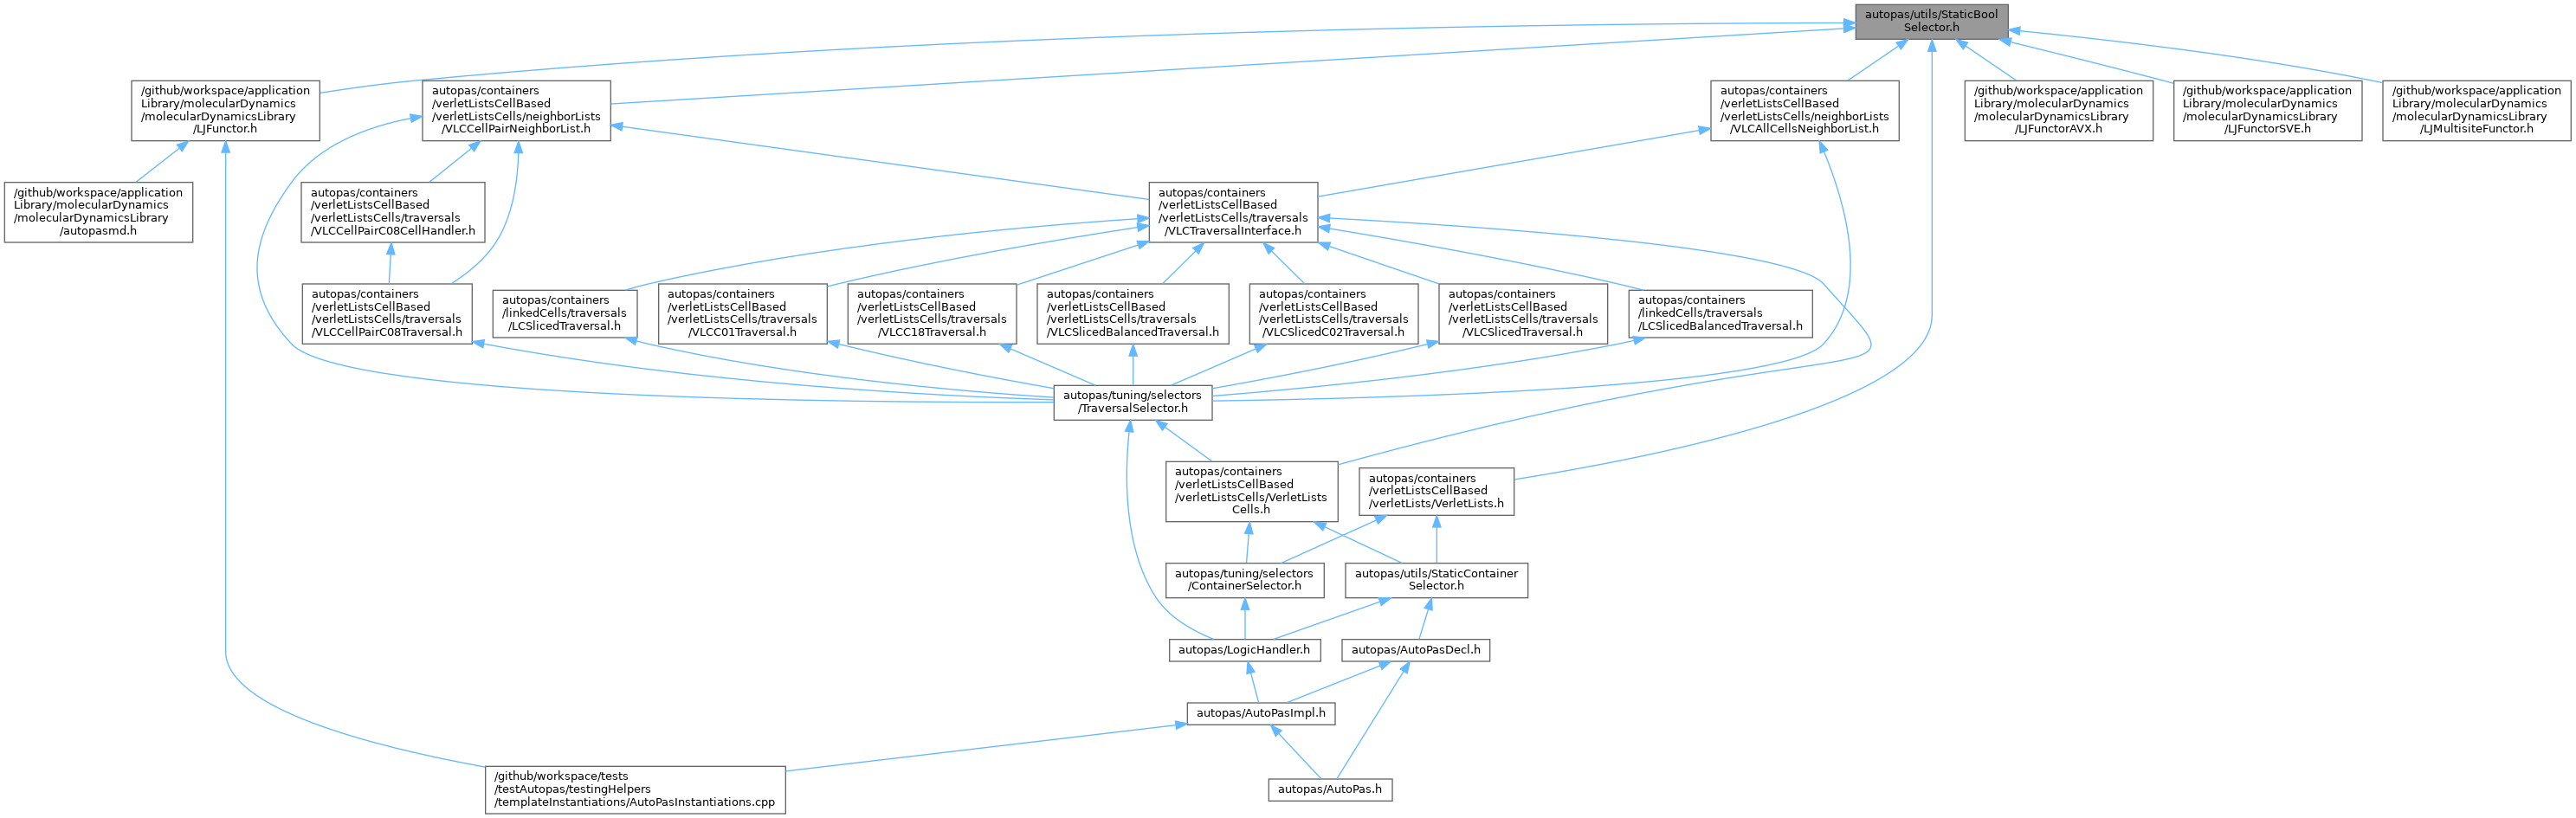 autopas/utils/StaticBool
Selector.h
/github/workspace/application
Library/molecularDynamics
/molecularDynamicsLibrary
/LJFunctor.h
autopas/containers
/verletListsCellBased
/verletListsCells/neighborLists
/VLCCellPairNeighborList.h
autopas/containers
/verletListsCellBased
/verletListsCells/neighborLists
/VLCAllCellsNeighborList.h
/github/workspace/application
Library/molecularDynamics
/molecularDynamicsLibrary
/LJFunctorAVX.h
/github/workspace/application
Library/molecularDynamics
/molecularDynamicsLibrary
/LJFunctorSVE.h
/github/workspace/application
Library/molecularDynamics
/molecularDynamicsLibrary
/LJMultisiteFunctor.h
/github/workspace/application
Library/molecularDynamics
/molecularDynamicsLibrary
/autopasmd.h
autopas/containers
/verletListsCellBased
/verletListsCells/traversals
/VLCCellPairC08CellHandler.h
autopas/containers
/verletListsCellBased
/verletListsCells/traversals
/VLCTraversalInterface.h
autopas/containers
/verletListsCellBased
/verletListsCells/traversals
/VLCCellPairC08Traversal.h
autopas/containers
/linkedCells/traversals
/LCSlicedTraversal.h
autopas/containers
/verletListsCellBased
/verletListsCells/traversals
/VLCC01Traversal.h
autopas/containers
/verletListsCellBased
/verletListsCells/traversals
/VLCC18Traversal.h
autopas/containers
/verletListsCellBased
/verletListsCells/traversals
/VLCSlicedBalancedTraversal.h
autopas/containers
/verletListsCellBased
/verletListsCells/traversals
/VLCSlicedC02Traversal.h
autopas/containers
/verletListsCellBased
/verletListsCells/traversals
/VLCSlicedTraversal.h
autopas/containers
/linkedCells/traversals
/LCSlicedBalancedTraversal.h
autopas/tuning/selectors
/TraversalSelector.h
autopas/containers
/verletListsCellBased
/verletListsCells/VerletLists
Cells.h
autopas/containers
/verletListsCellBased
/verletLists/VerletLists.h
autopas/tuning/selectors
/ContainerSelector.h
autopas/utils/StaticContainer
Selector.h
autopas/LogicHandler.h
autopas/AutoPasDecl.h
autopas/AutoPasImpl.h
/github/workspace/tests
/testAutopas/testingHelpers
/templateInstantiations/AutoPasInstantiations.cpp
autopas/AutoPas.h